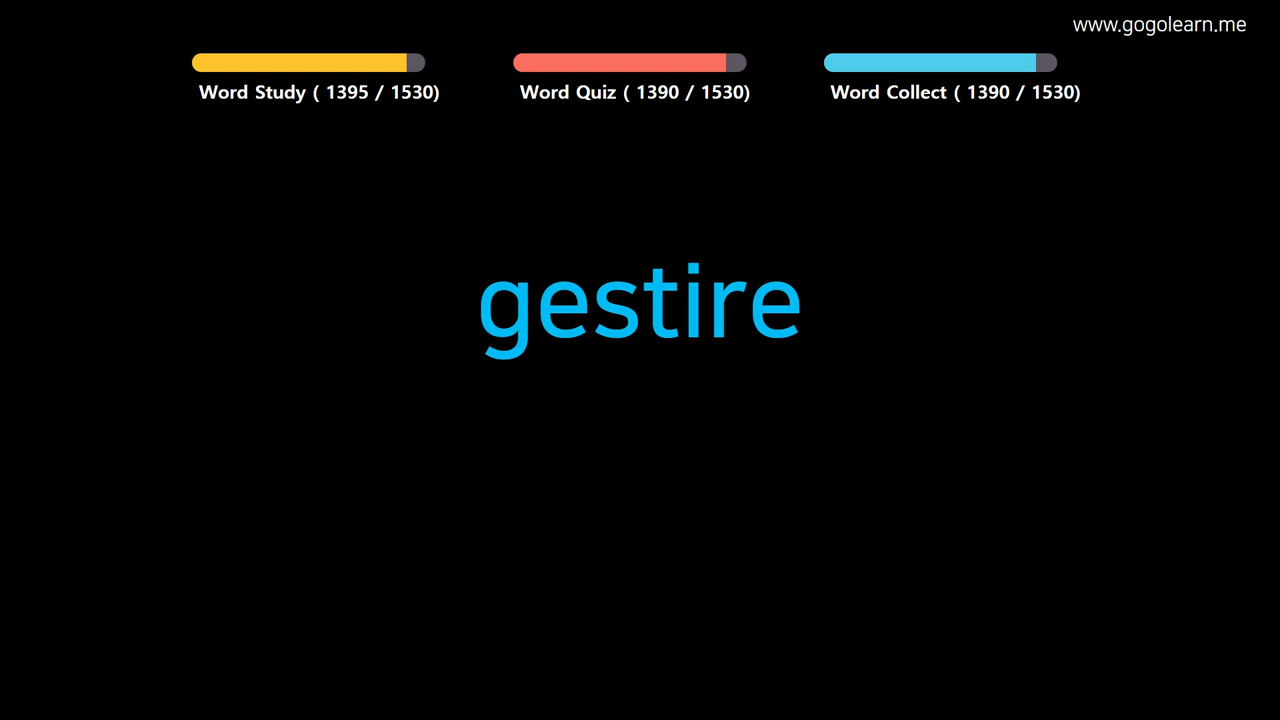 www.gogolearn.me
Word Study ( 1395 / 1530)
Word Quiz ( 1390 / 1530)
Word Collect ( 1390 / 1530)
gestire